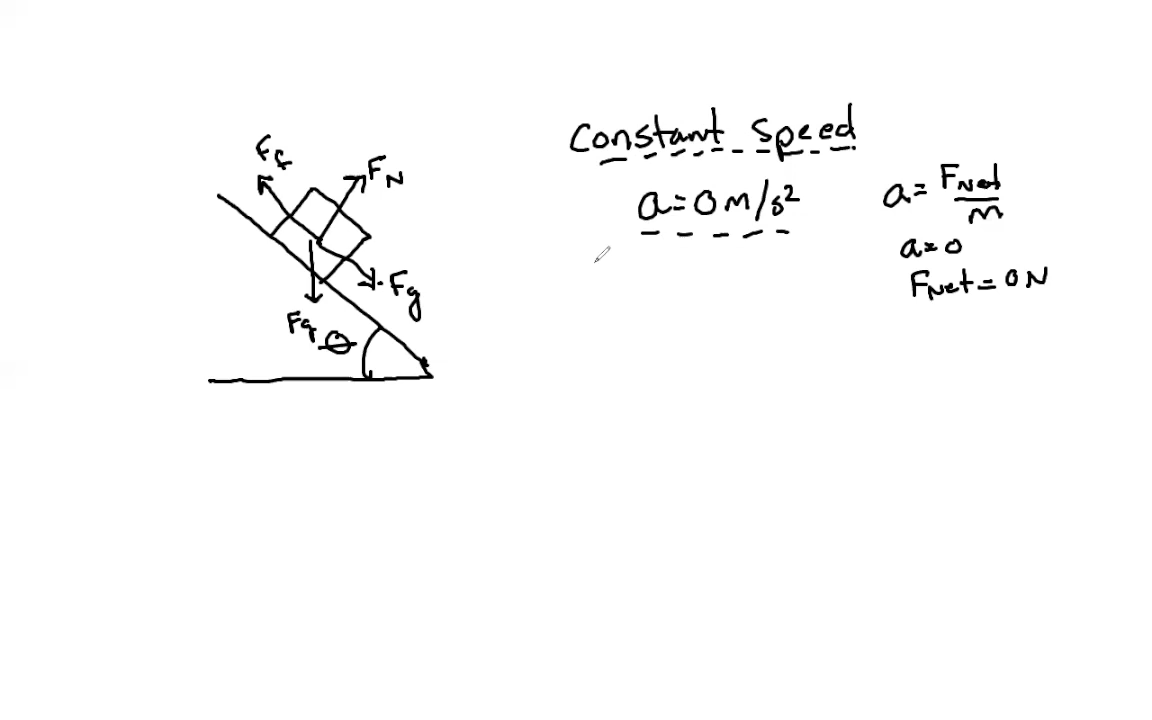 Ff
FN
Fg
Fg
θ
Constant Speed
a = 0 m/s²
a = FNet
m
a = 0
FNet = 0 N